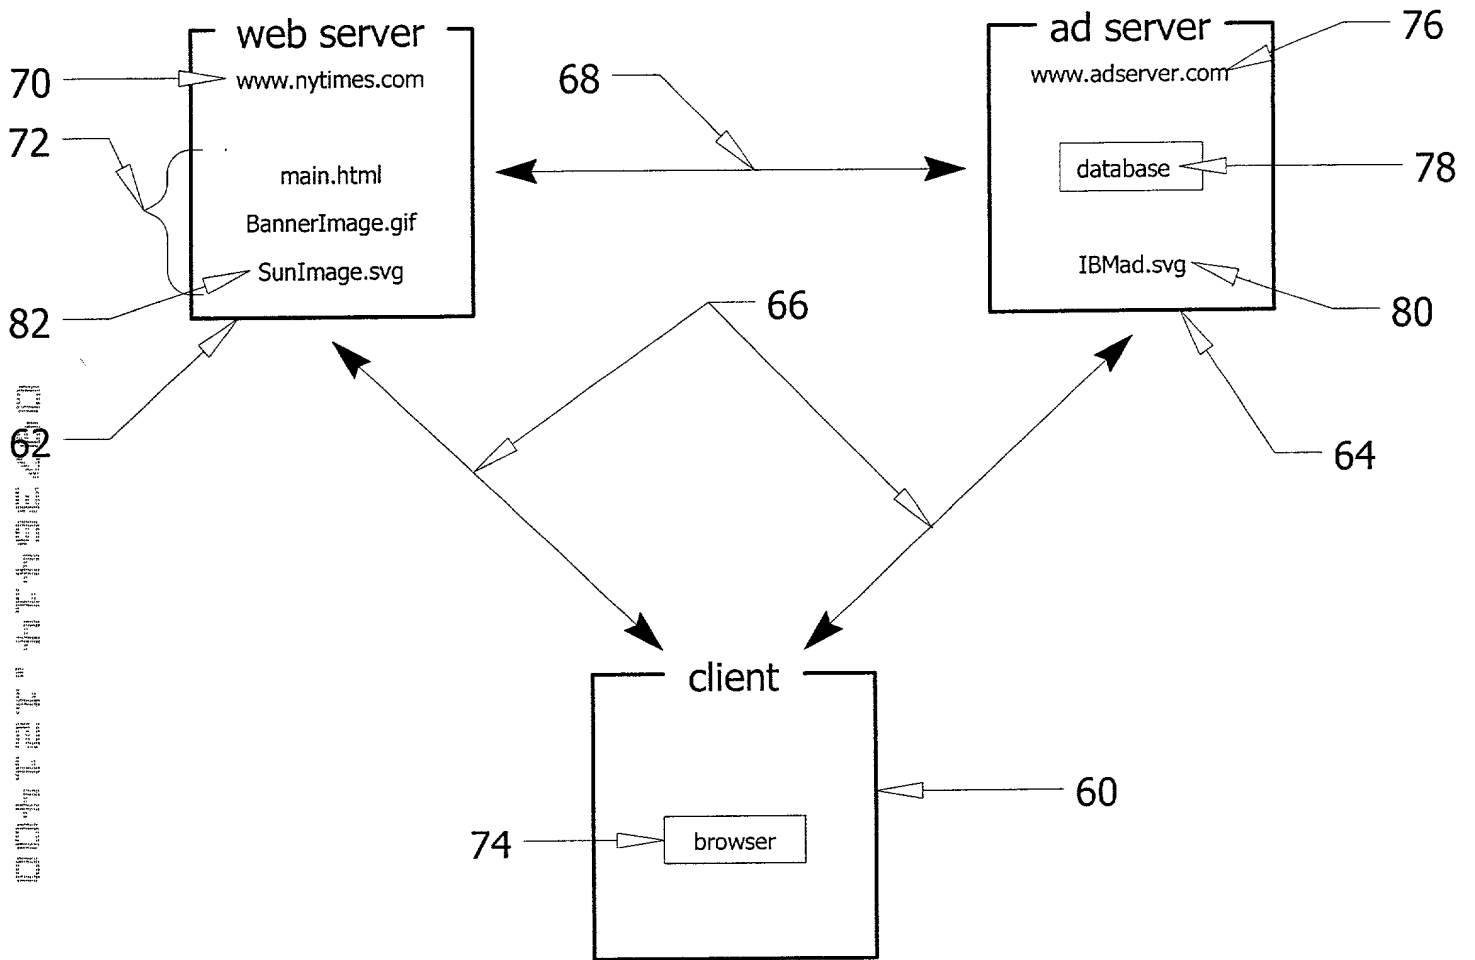 web server
ad server
76
70
www.nytimes.com
68
www.adserver.com
72
main.html
database
78
BannerImage.gif
82
SunImage.svg
66
IBMad.svg
80
62
64
client
60
74
browser